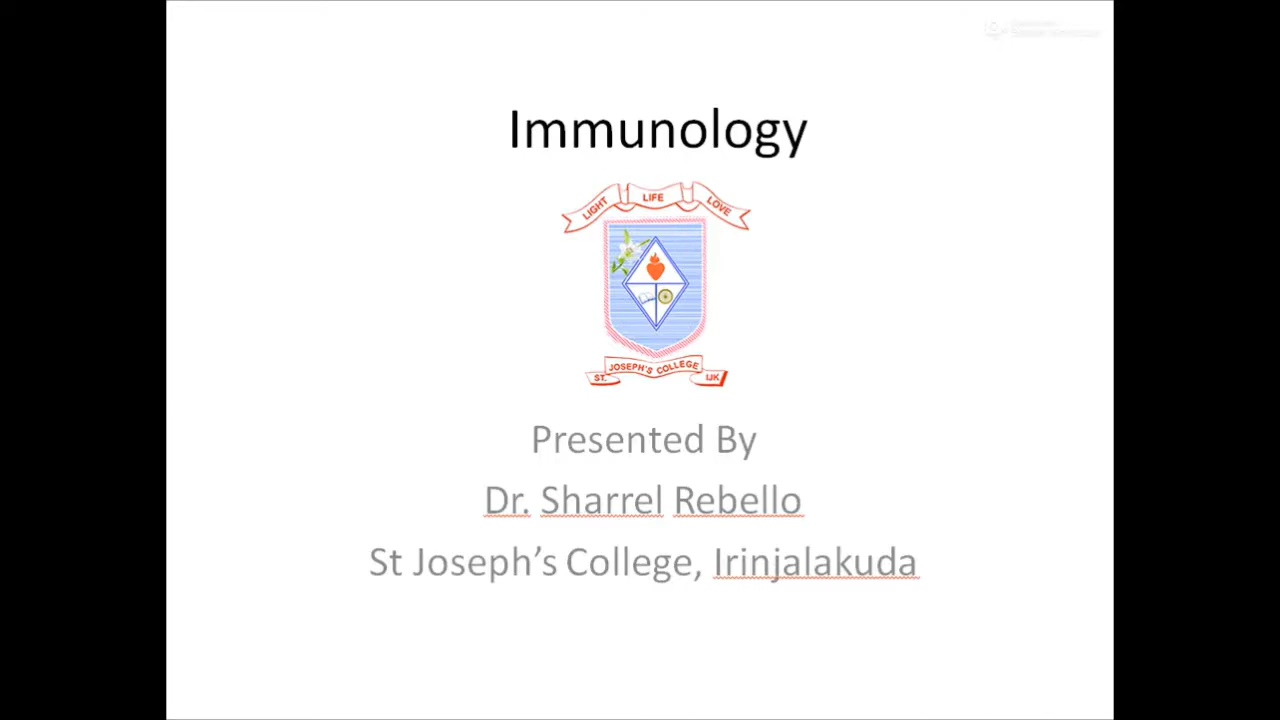 Immunology
LIGHT LIFE LOVE
ST. JOSEPH'S COLLEGE IJK
Presented By
Dr. Sharrel Rebello
St Joseph’s College, Irinjalakuda